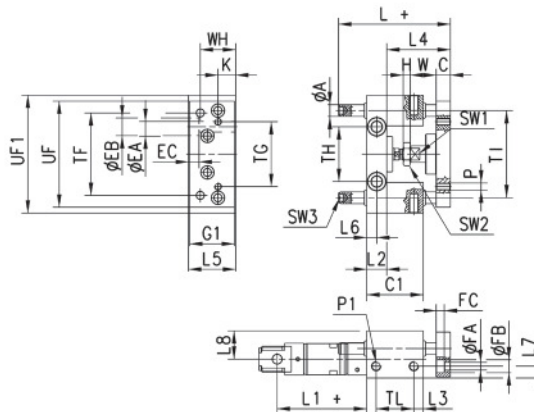 L +
WH
L4
K
H
W
C
ØA
SW1
UF1
UF
TF
ØEB
ØEA
EC
TG
TH
TI
P
SW3
L6
SW2
G1
L2
L5
C1
P1
FC
ØFA
ØFB
L7
L8
L1 +
TL
L3